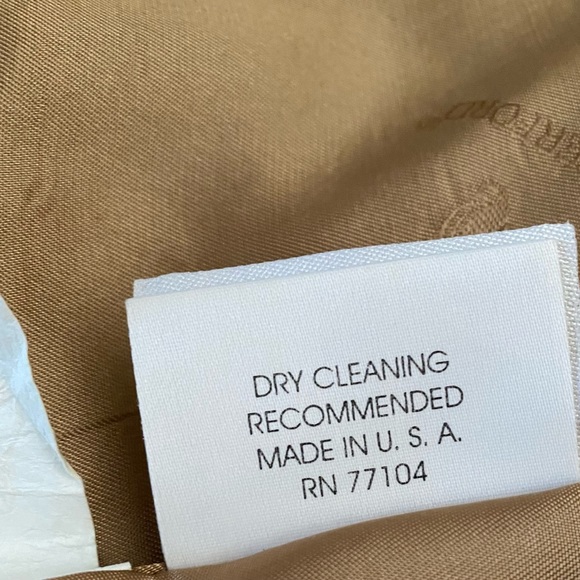 DRY CLEANING
RECOMMENDED
MADE IN U. S. A.
RN 77104